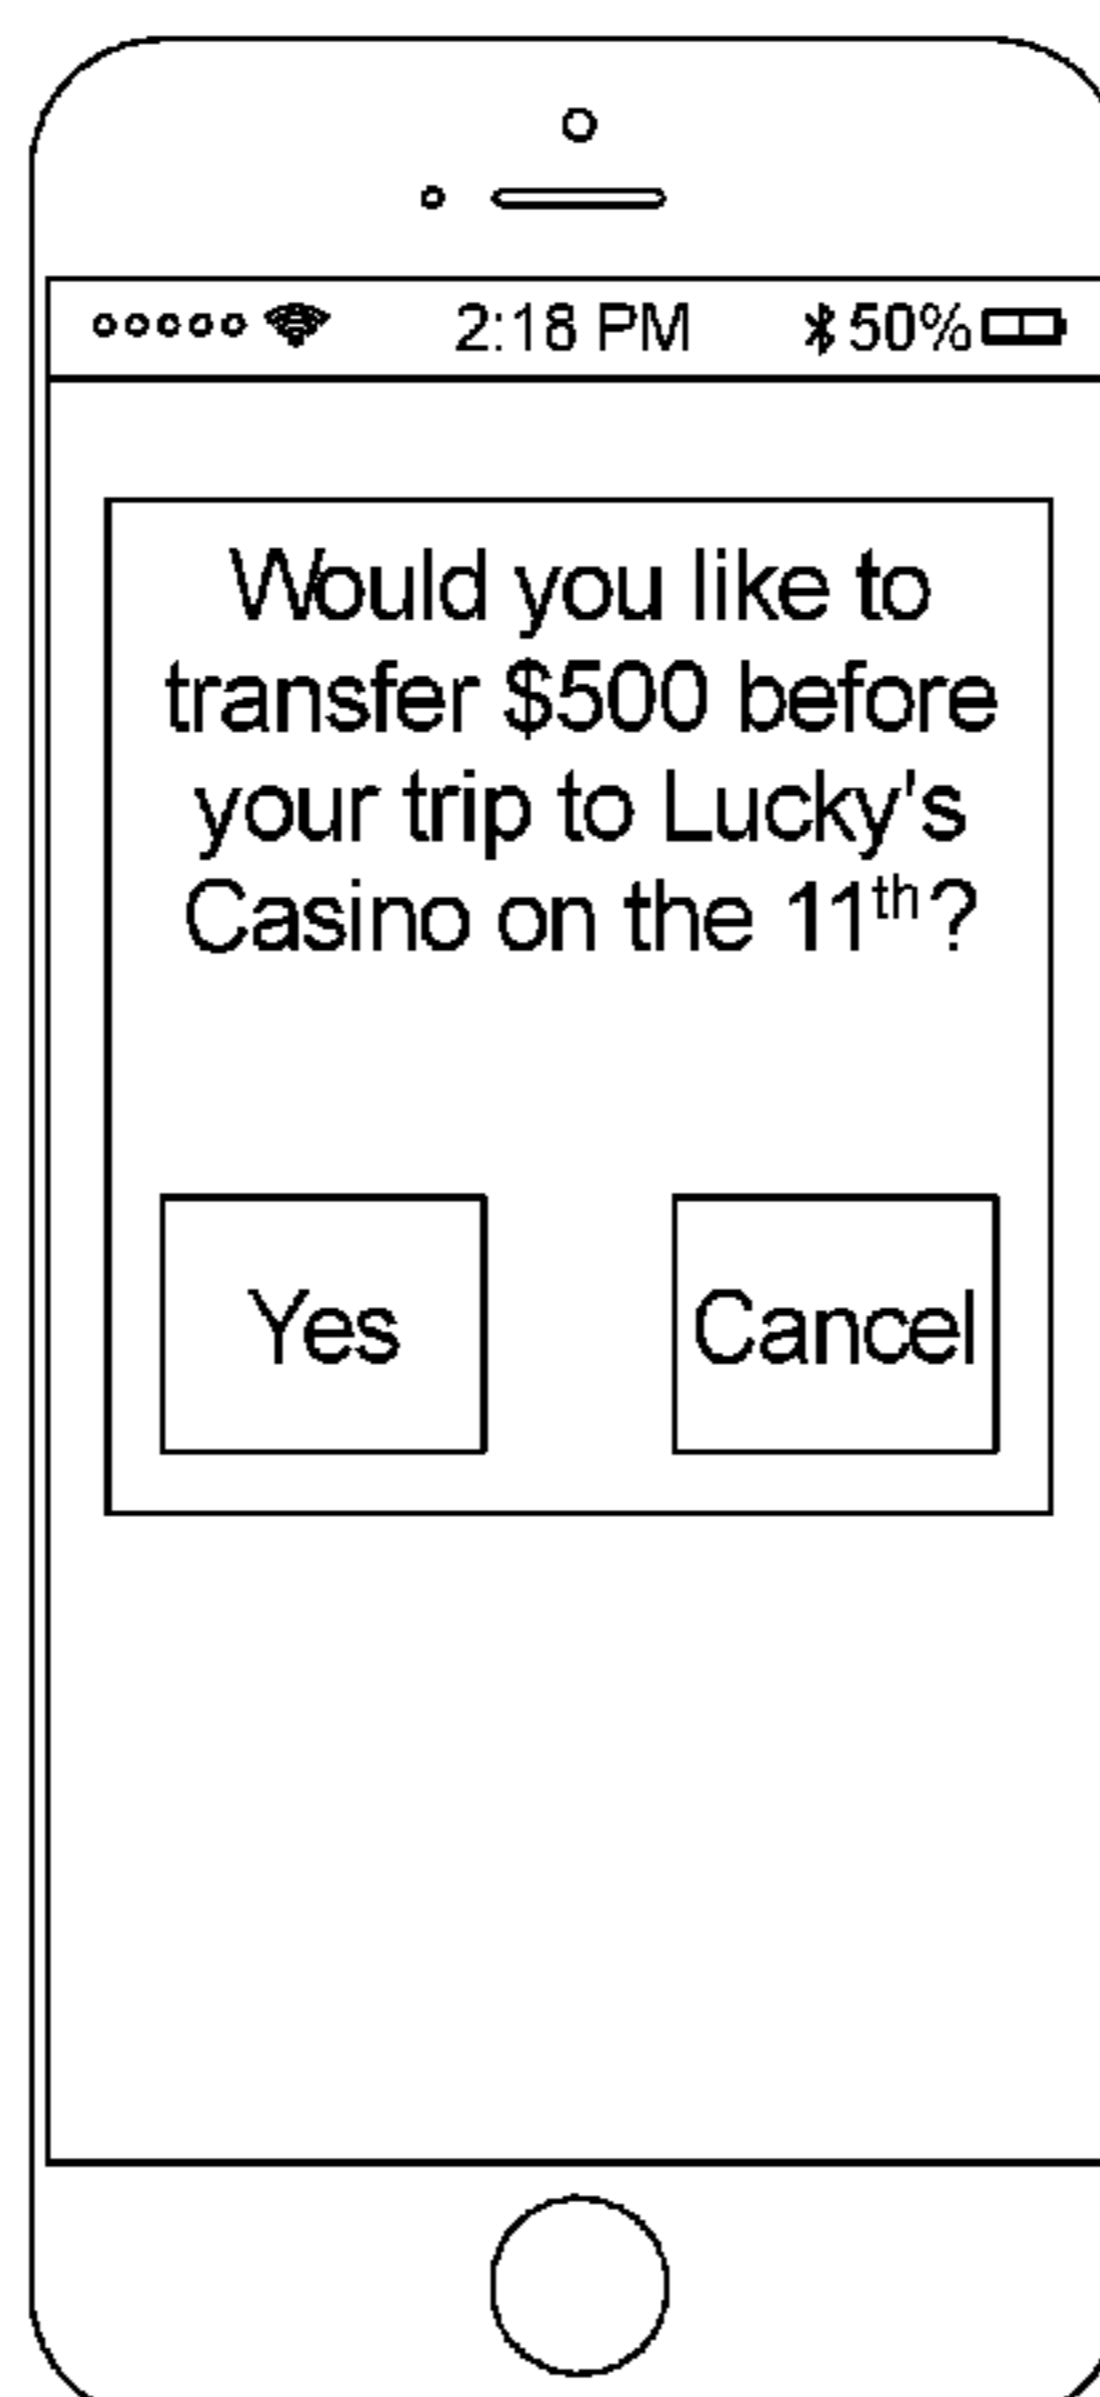 2:18 PM 50%
Would you like to
transfer $500 before
your trip to Lucky's
Casino on the 11th?
Yes Cancel